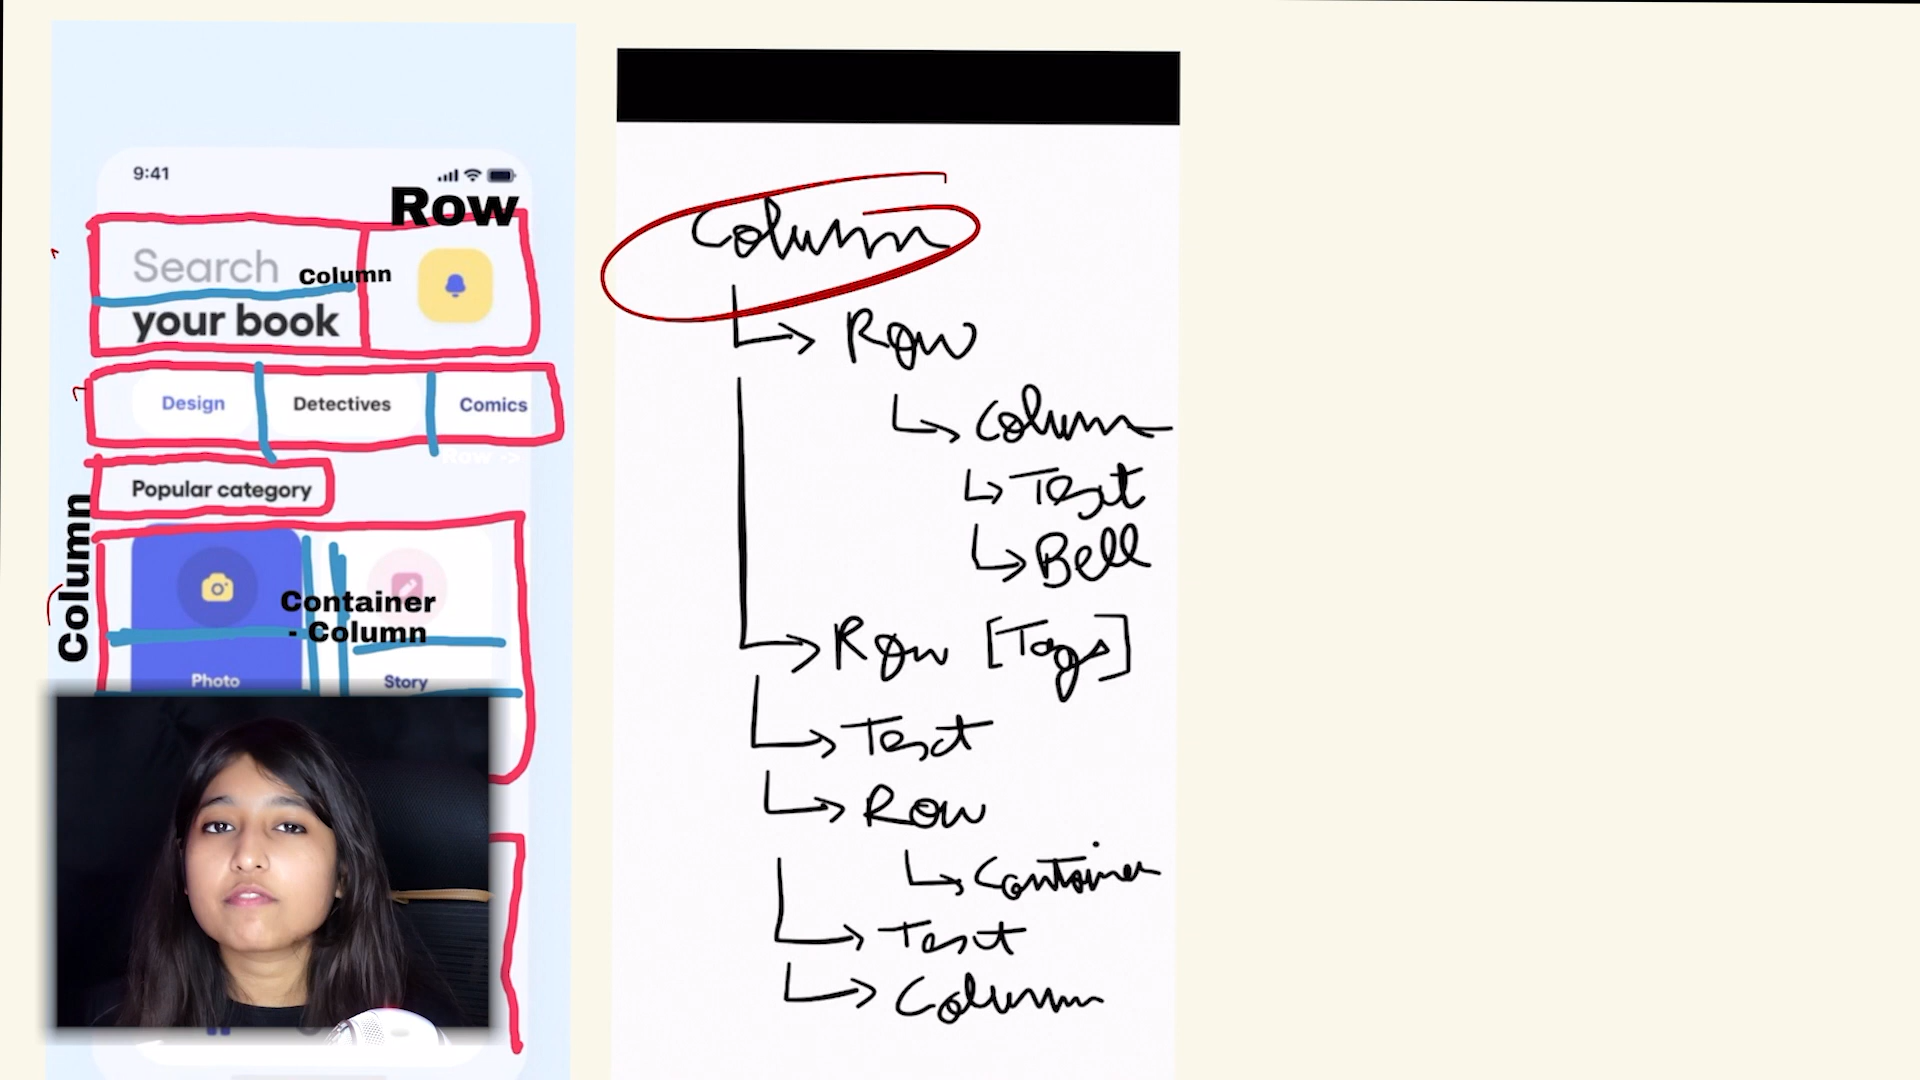 9:41
Row
Search
Column
your book
Design Detectives Comics
Row ->
Popular category
Column
Container
- Column
Photo Story
Column
Row
Column
Text
Bell
Row [Tags]
Text
Row
Container
Text
Column